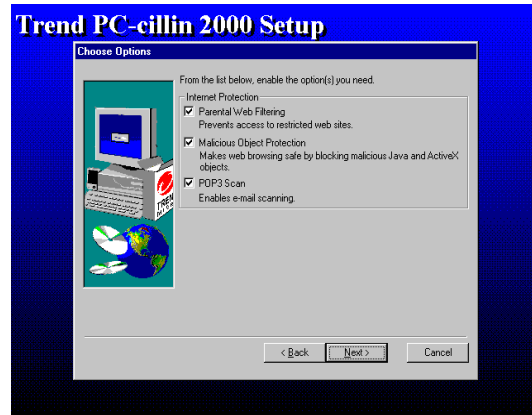 Trend PC-cillin 2000 Setup
Choose Options
From the list below, enable the option(s) you need.
Internet Protection
Parental Web Filtering
Prevents access to restricted web sites.
Malicious Object Protection
Makes web browsing safe by blocking malicious Java and ActiveX
objects.
POP3 Scan
Enables e-mail scanning.
< Back
Next >
Cancel